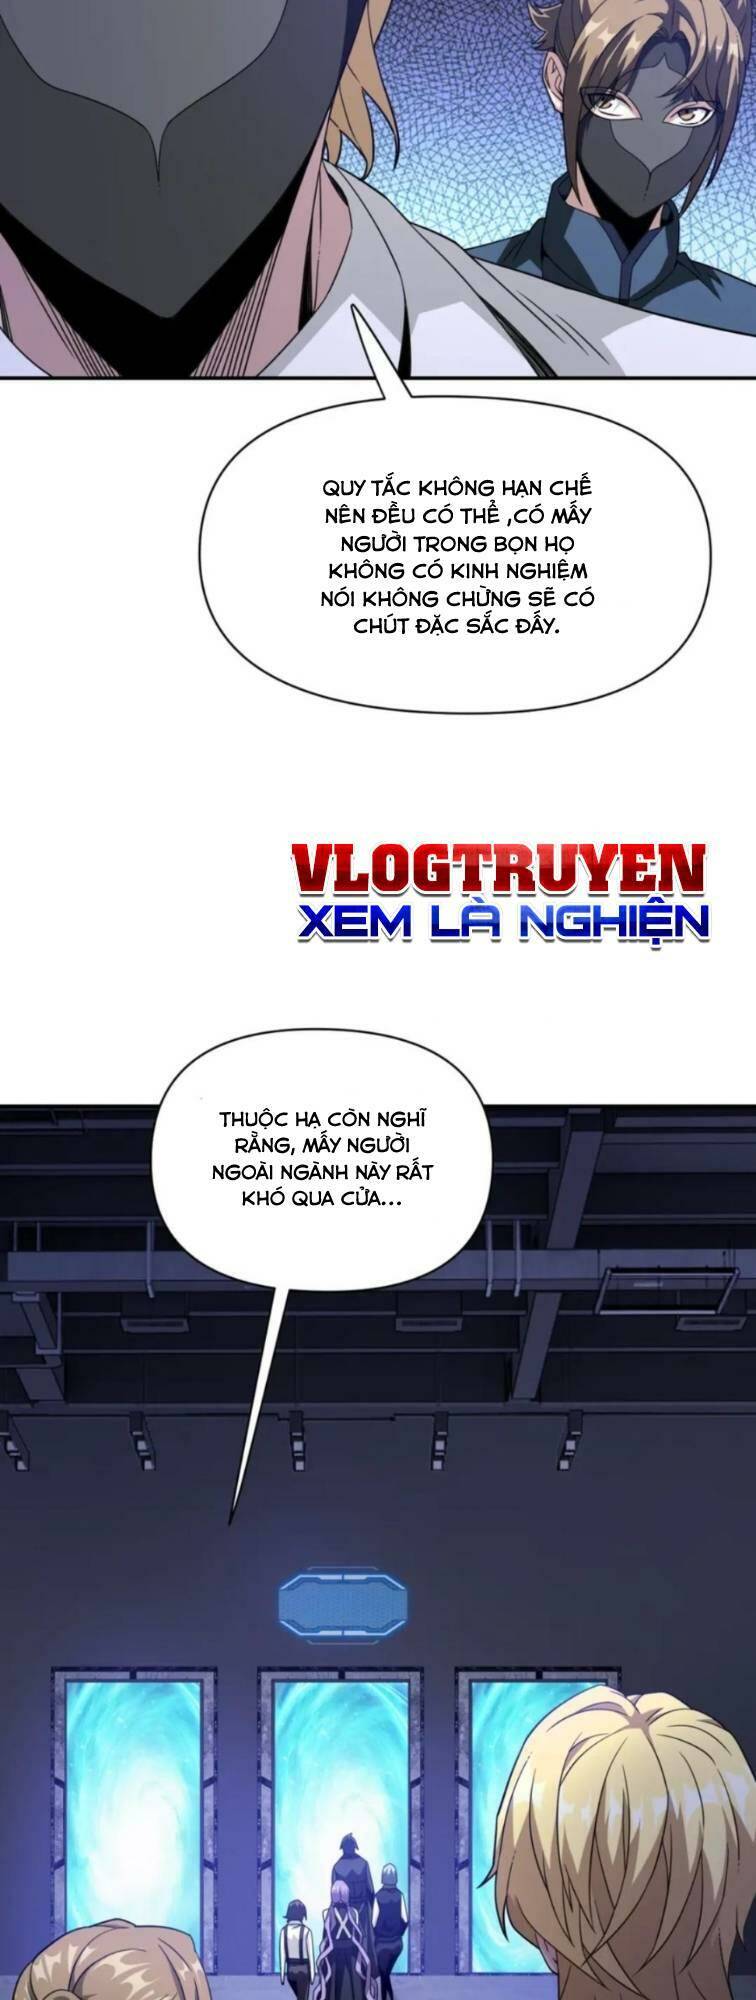 QUY TẮC KHÔNG HẠN CHẾ
NÊN ĐỀU CÓ THỂ ,CÓ MẤY
NGƯỜI TRONG BỌN HỌ
KHÔNG CÓ KINH NGHIỆM
NÓI KHÔNG CHỪNG SẼ CÓ
CHÚT ĐẶC SẮC ĐẤY.
VLOGTRUYEN
XEM LÀ NGHIỆN
THUỘC HẠ CÒN NGHĨ
RẰNG, MẤY NGƯỜI
NGOÀI NGÀNH NÀY RẤT
KHÓ QUA CỬA...